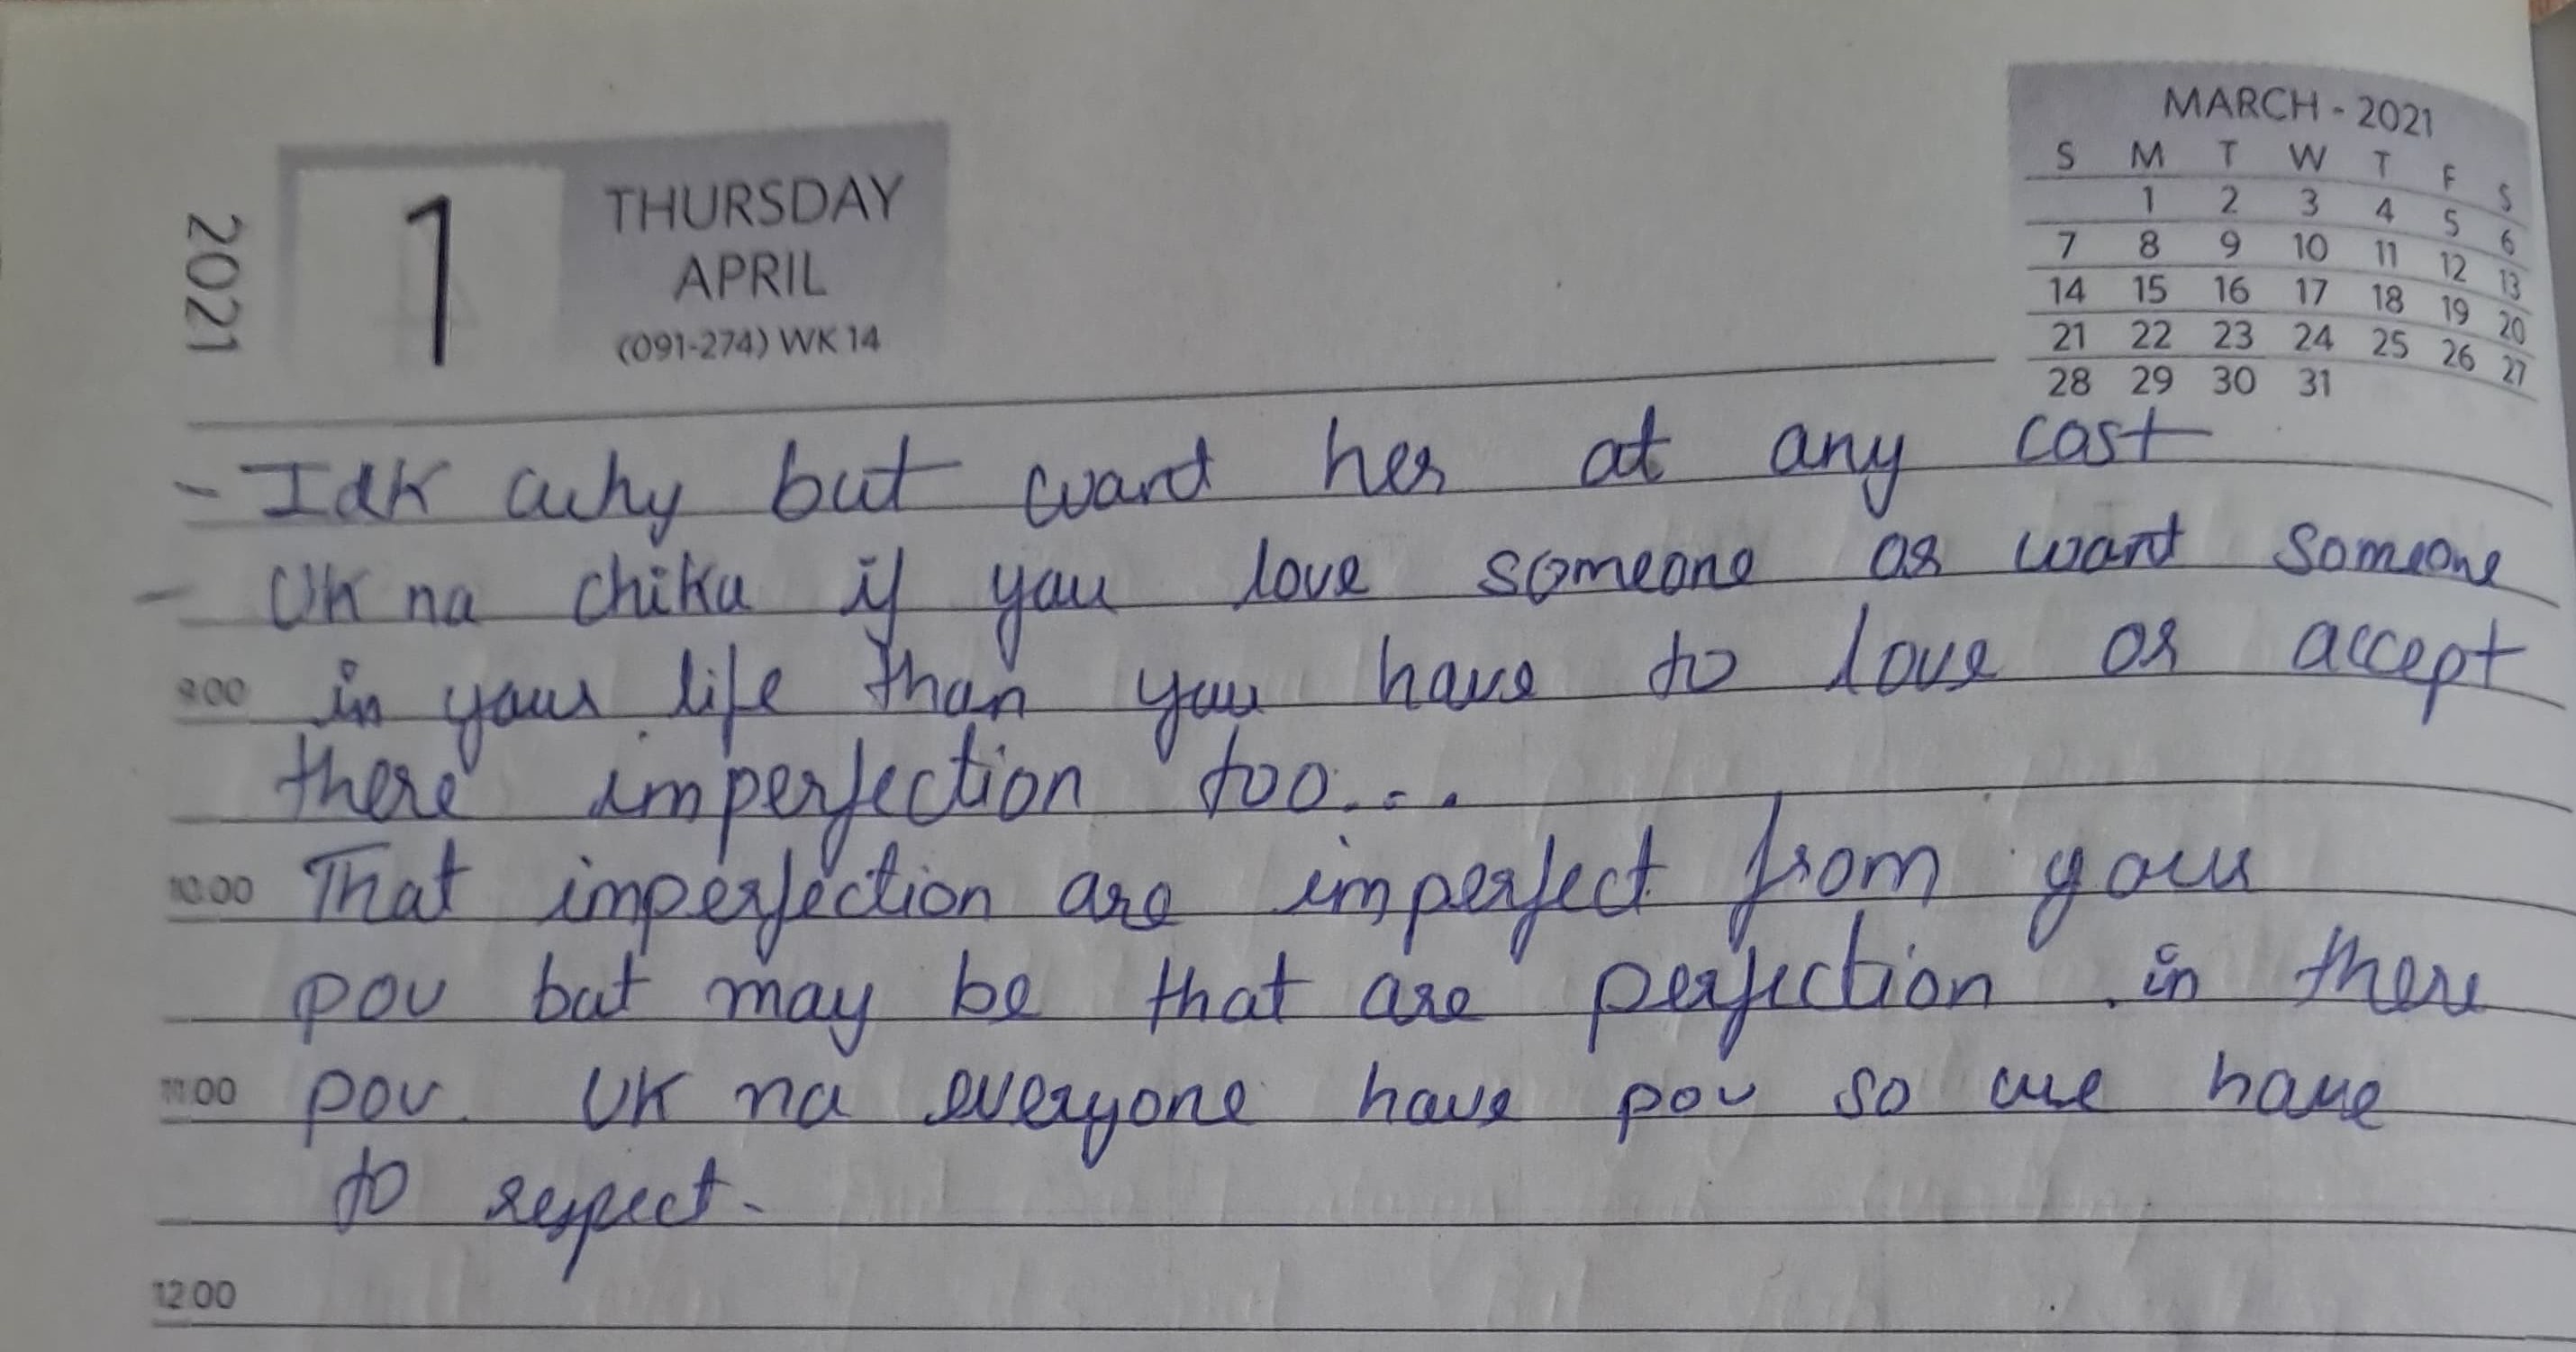 2021
1
THURSDAY
APRIL
(091-274) WK 14
MARCH - 2021
S M T W T F S
1 2 3 4 5 6
7 8 9 10 11 12 13
14 15 16 17 18 19 20
21 22 23 24 25 26 27
28 29 30 31
- Idk why but want her at any cost
- Uk na chiku if you love someone or want someone
9:00 in your life than you have to love or accept
there imperfection too...
10:00 That imperfection are imperfect from your
pov but may be that are perfection in there
11:00 pov. UK na everyone have pov so we have
to respect.
12:00